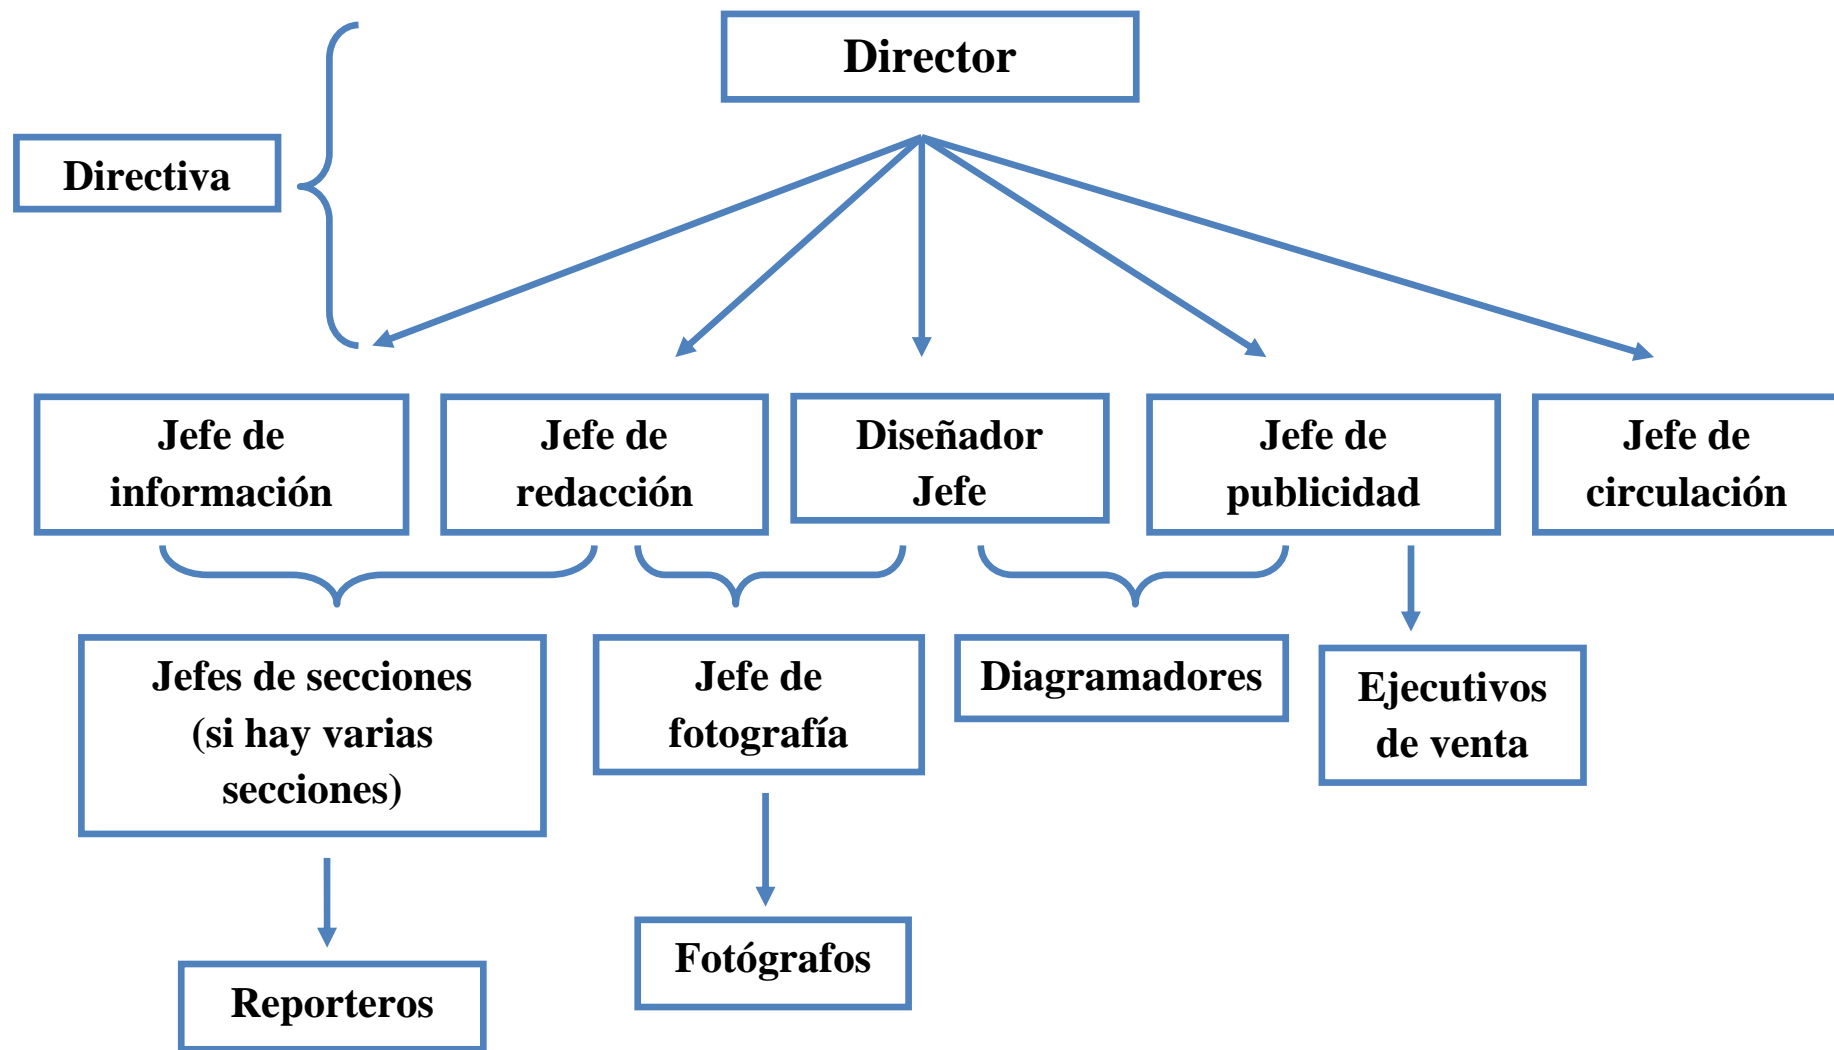 Director
Directiva
Jefe de
información
Jefe de
redacción
Diseñador
Jefe
Jefe de
publicidad
Jefe de
circulación
Jefes de secciones
(si hay varias
secciones)
Jefe de
fotografía
Diagramadores
Ejecutivos
de venta
Fotógrafos
Reporteros